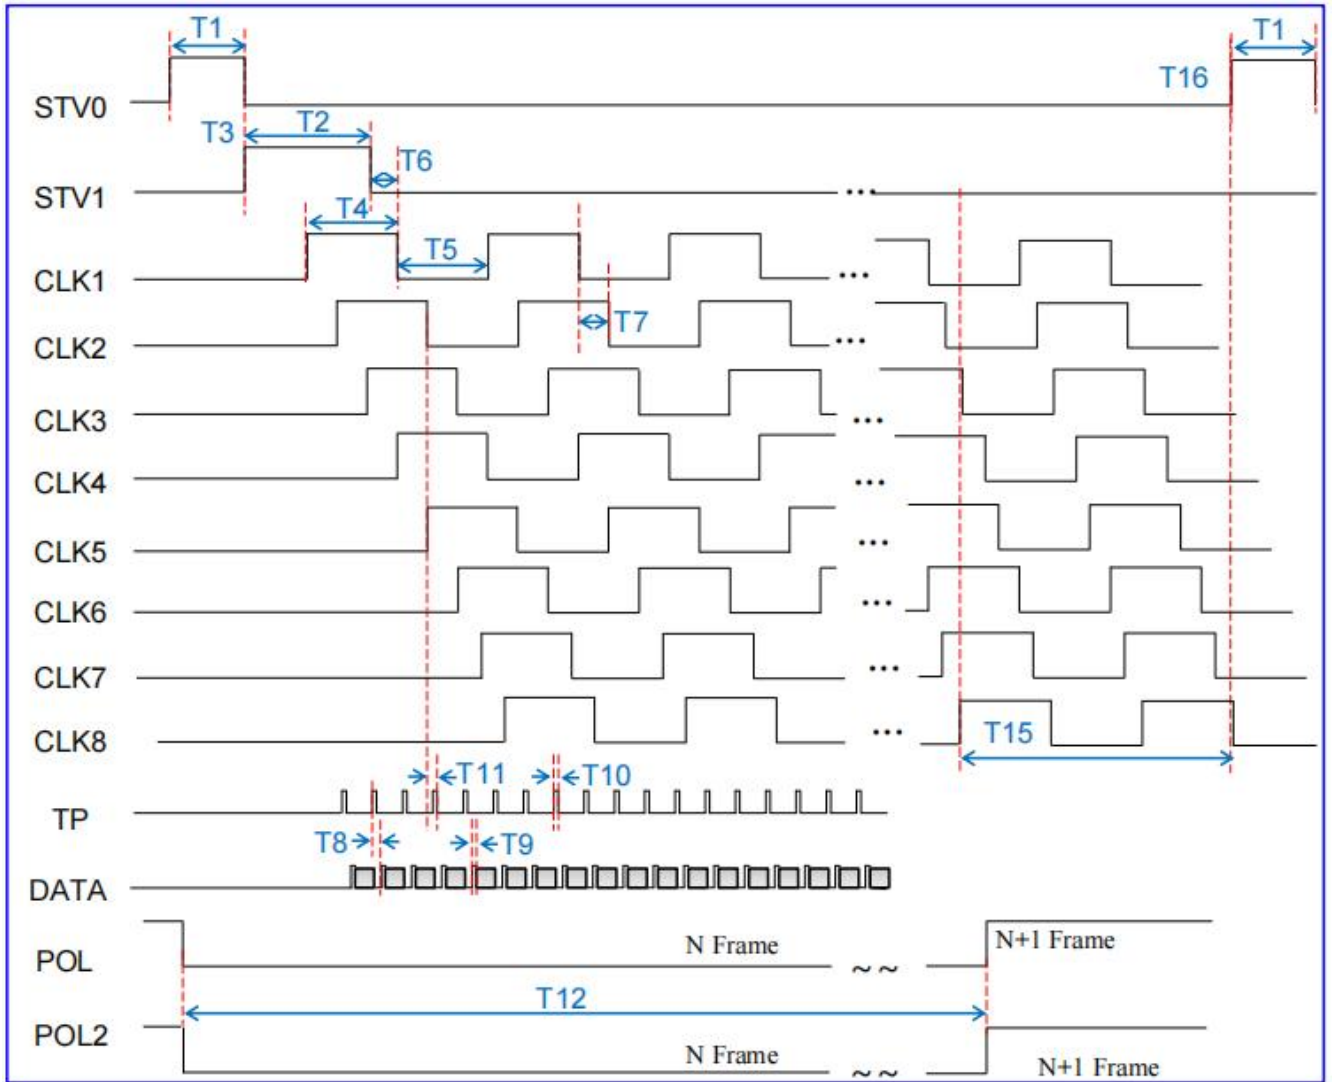 T1
T1
T16
STV0
T3
T2
T6
STV1
...
T4
T5
CLK1
...
T7
CLK2
...
CLK3
...
CLK4
...
CLK5
...
CLK6
...
CLK7
...
CLK8
...
T15
T11
T10
TP
T8
T9
DATA
POL
N Frame
~ ~
N+1 Frame
T12
POL2
N Frame
~ ~
N+1 Frame